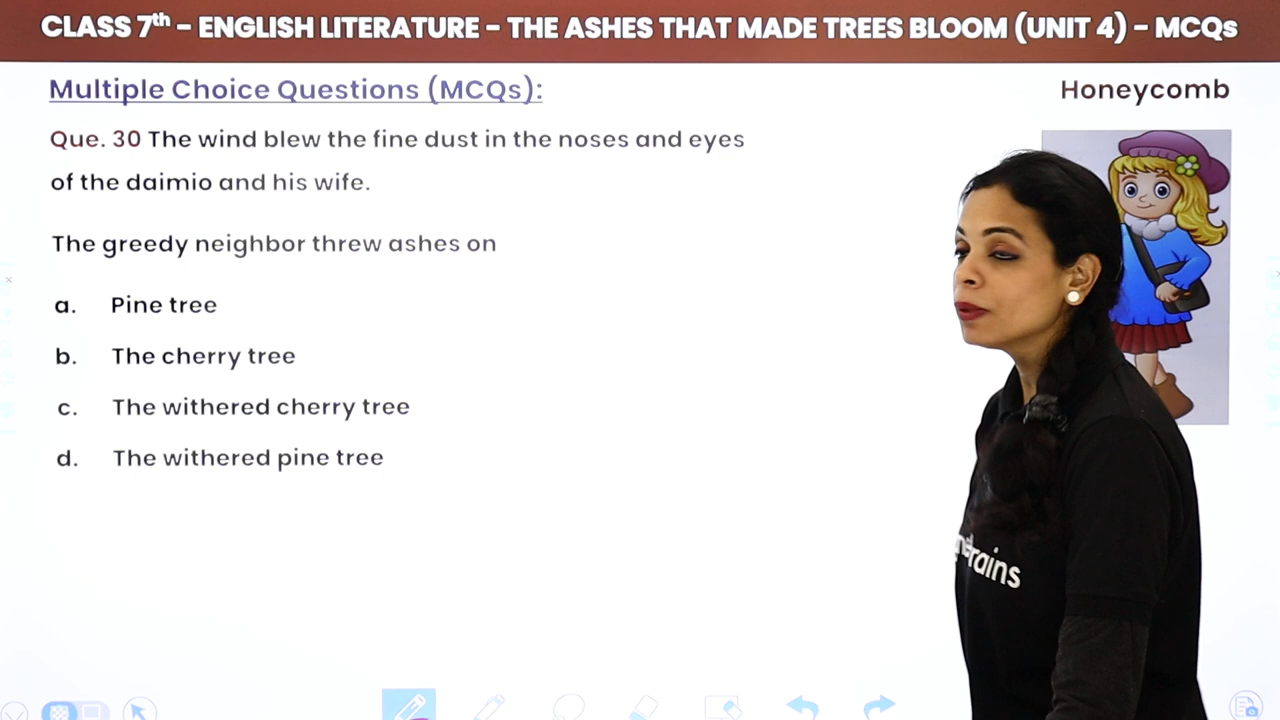 CLASS 7th - ENGLISH LITERATURE - THE ASHES THAT MADE TREES BLOOM (UNIT 4) - MCQs
Multiple Choice Questions (MCQs):
Honeycomb
Que. 30 The wind blew the fine dust in the noses and eyes
of the daimio and his wife.
The greedy neighbor threw ashes on
a. Pine tree
b. The cherry tree
c. The withered cherry tree
d. The withered pine tree